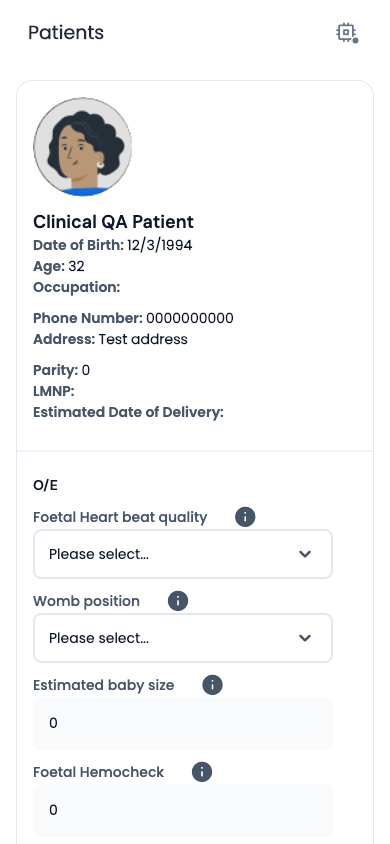 Patients
Clinical QA Patient
Date of Birth: 12/3/1994
Age: 32
Occupation:
Phone Number: 0000000000
Address: Test address
Parity: 0
LMNP:
Estimated Date of Delivery:
O/E
Foetal Heart beat quality
Please select...
Womb position
Please select...
Estimated baby size
0
Foetal Hemocheck
0